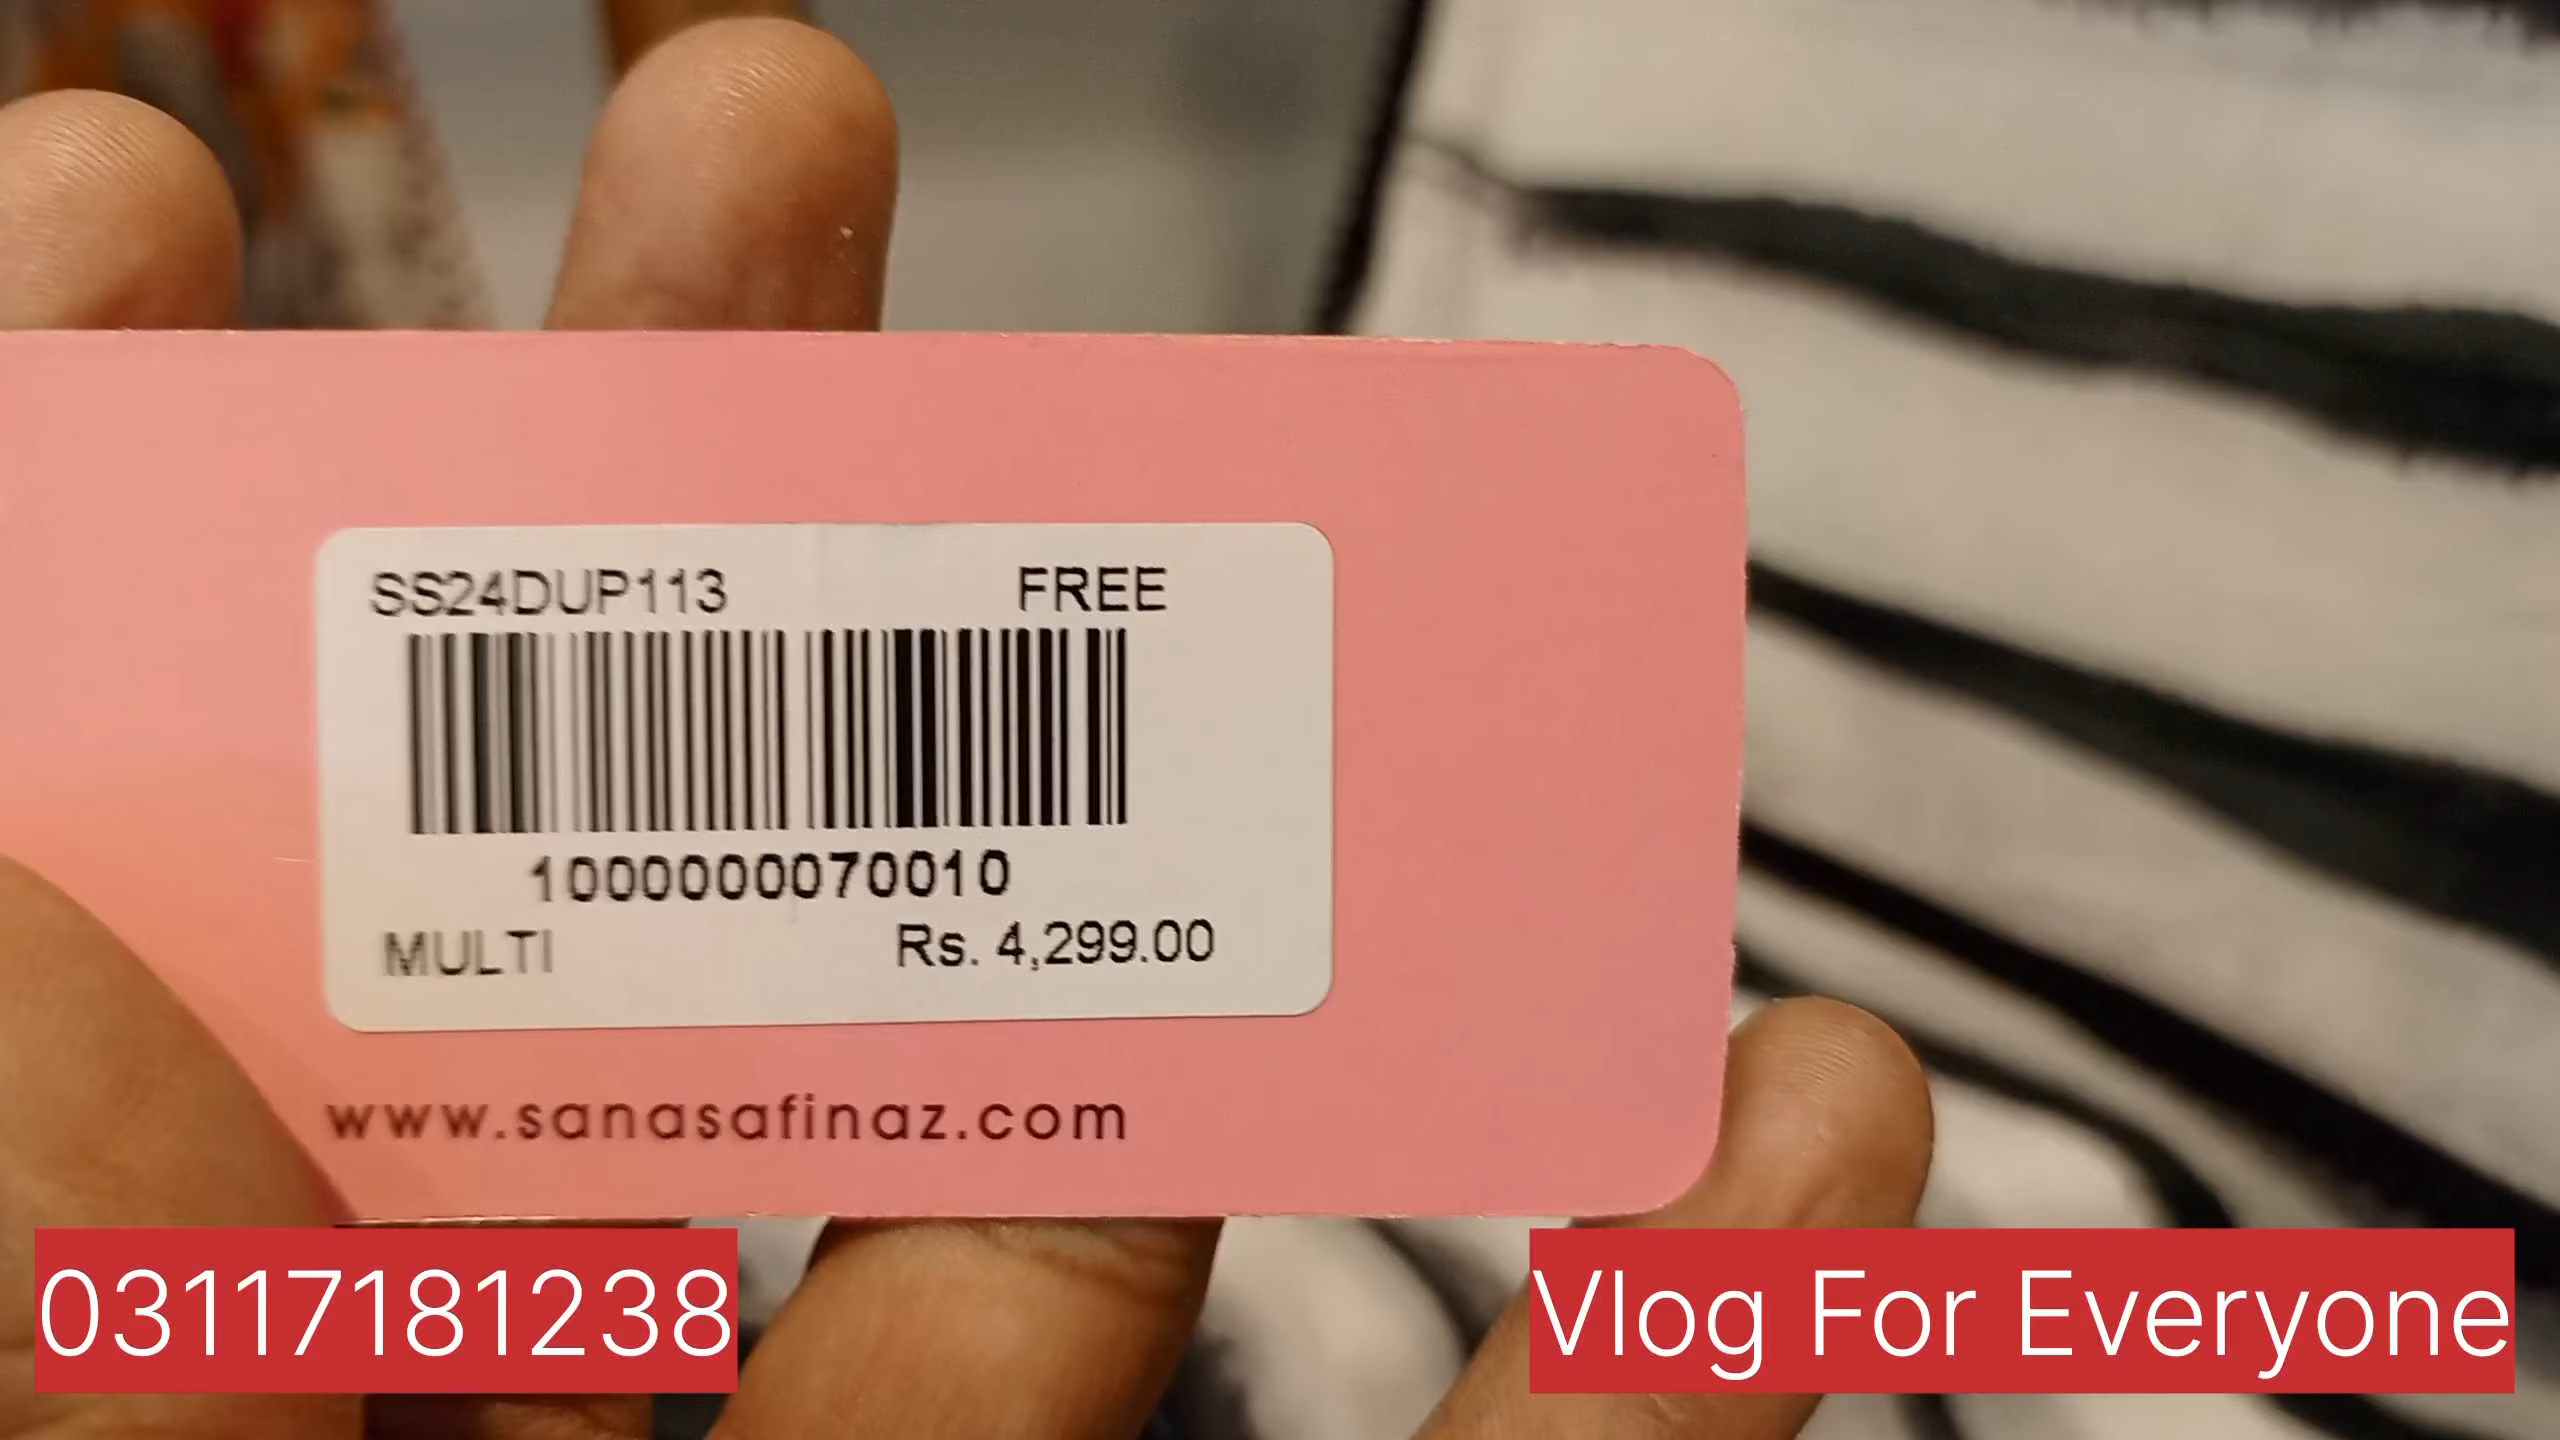 SS24DUP113 FREE
1000000070010
MULTI Rs. 4,299.00
www.sanasafinaz.com
03117181238 Vlog For Everyone